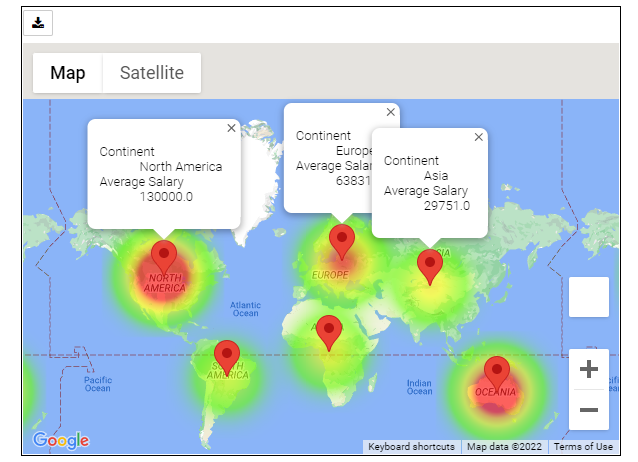 Map
Satellite
Continent
North America
Average Salary
130000.0
Continent
Europe
Average Salar
63831
Continent
Asia
Average Salary
29751.0
NORTH
AMERICA
EUROPE
Atlantic
Ocean
AMERICA
OCEANIA
Pacific
Ocean
Indian
Ocean
Google
Keyboard shortcuts
Map data ©2022
Terms of Use